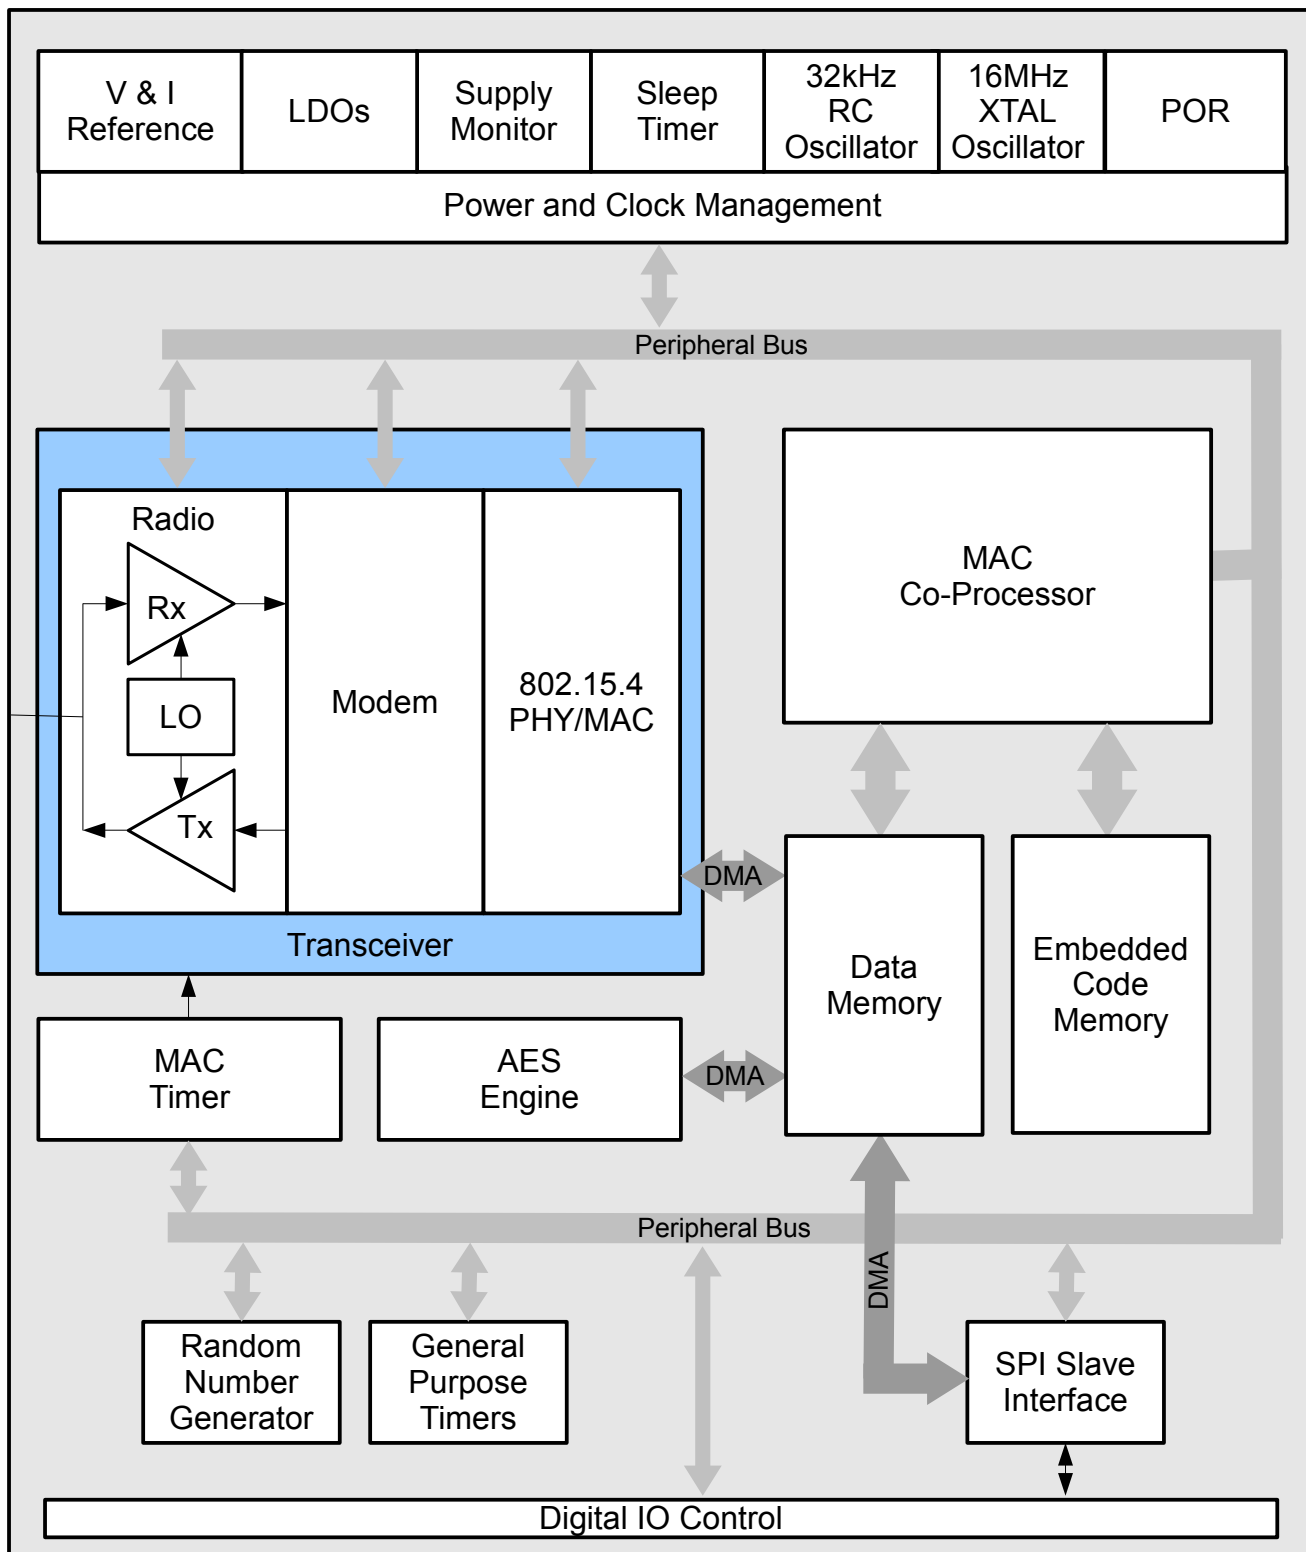 V & I
Reference
LDOs
Supply
Monitor
Sleep
Timer
32kHz
RC
Oscillator
16MHz
XTAL
Oscillator
POR
Power and Clock Management
Peripheral Bus
Radio
Rx
LO
Tx
Modem
802.15.4
PHY/MAC
Transceiver
MAC
Co-Processor
DMA
Data
Memory
Embedded
Code
Memory
MAC
Timer
AES
Engine
DMA
Peripheral Bus
DMA
Random
Number
Generator
General
Purpose
Timers
SPI Slave
Interface
Digital IO Control